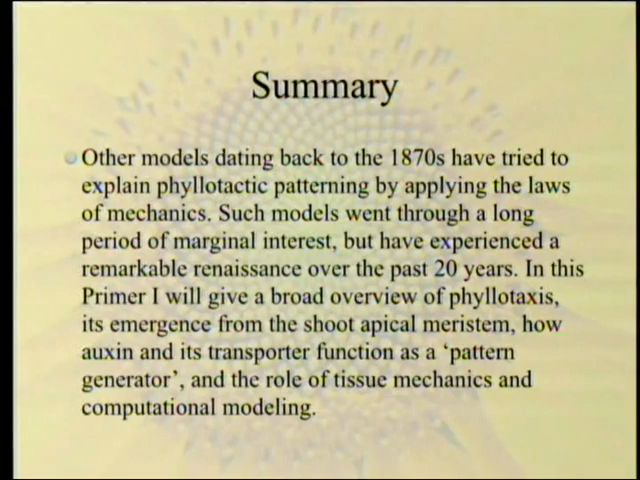 Summary
Other models dating back to the 1870s have tried to
explain phyllotactic patterning by applying the laws
of mechanics. Such models went through a long
period of marginal interest, but have experienced a
remarkable renaissance over the past 20 years. In this
Primer I will give a broad overview of phyllotaxis,
its emergence from the shoot apical meristem, how
auxin and its transporter function as a ‘pattern
generator’, and the role of tissue mechanics and
computational modeling.